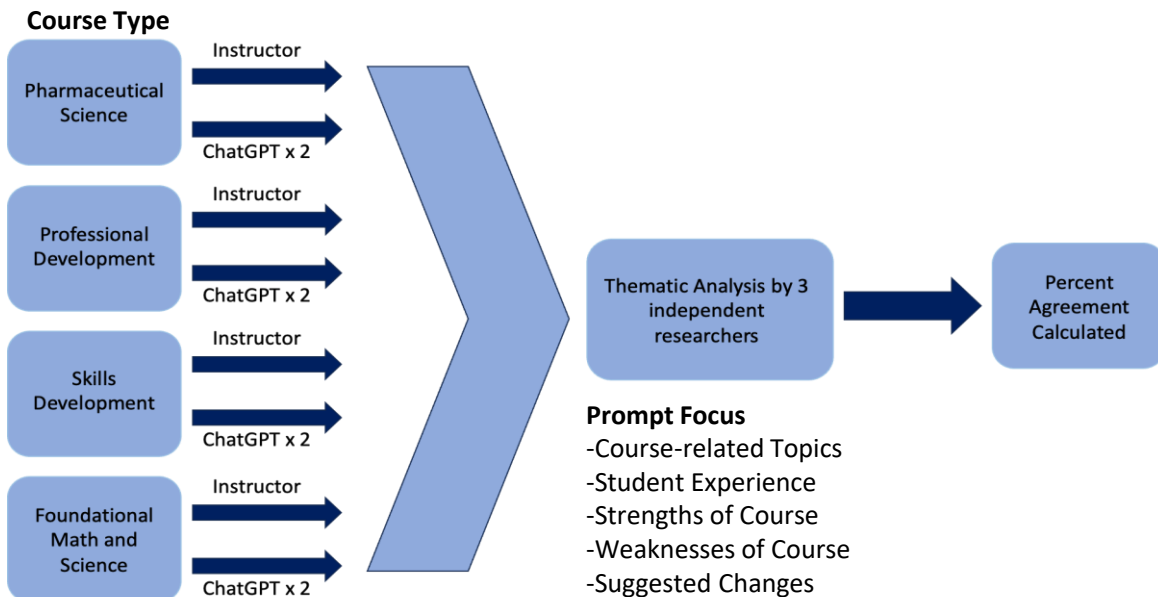 Course Type
Pharmaceutical
Science
Instructor
ChatGPT x 2
Professional
Development
Instructor
ChatGPT x 2
Skills
Development
Instructor
ChatGPT x 2
Foundational
Math and
Science
Instructor
ChatGPT x 2
Thematic Analysis by 3
independent
researchers
Percent
Agreement
Calculated
Prompt Focus
-Course-related Topics
-Student Experience
-Strengths of Course
-Weaknesses of Course
-Suggested Changes